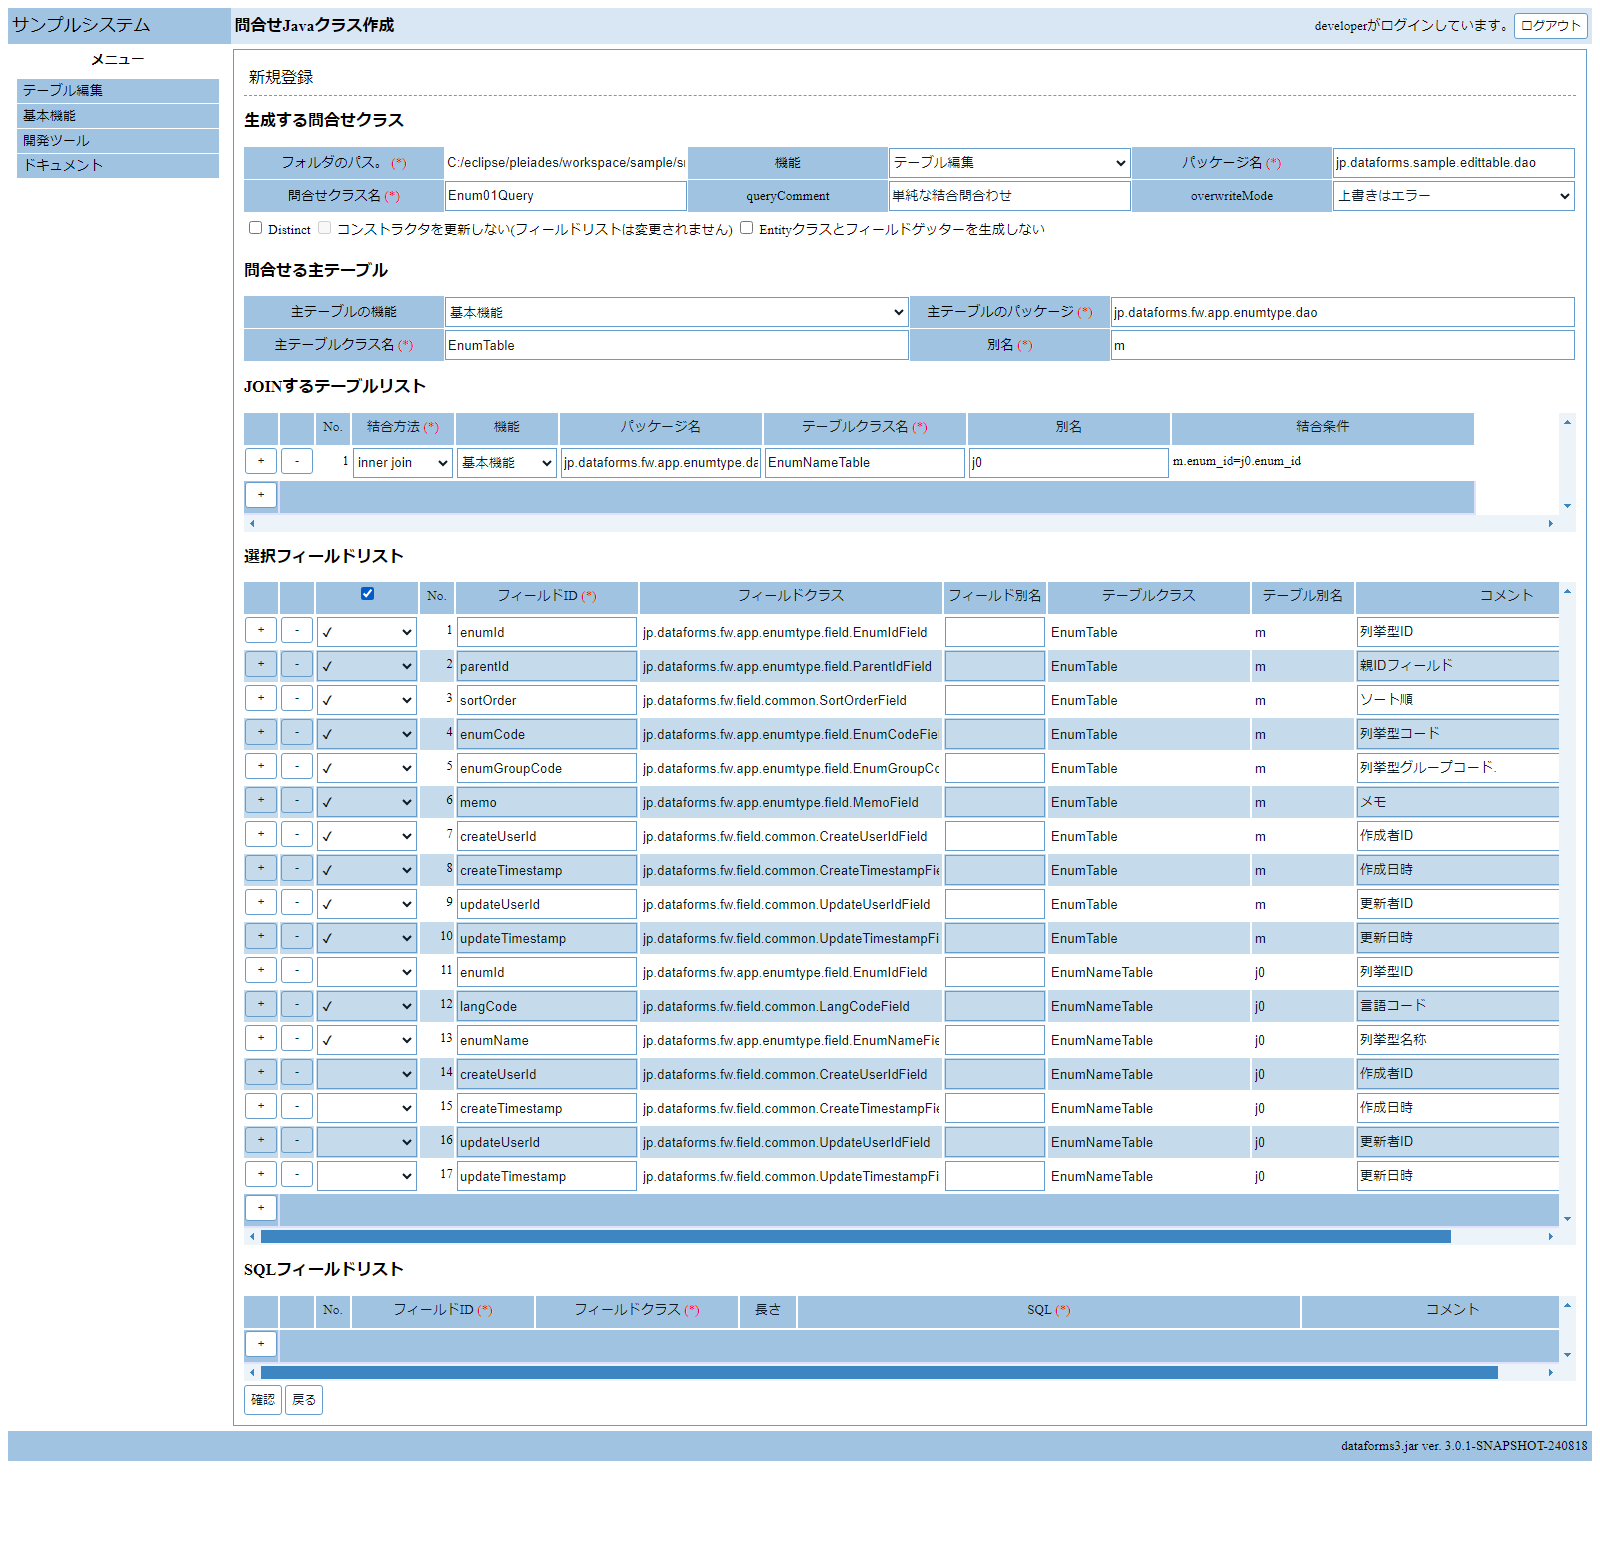 サンプルシステム 問合せJavaクラス作成 developerがログインしています。 ログアウト
メニュー
テーブル編集
基本機能
開発ツール
ドキュメント
新規登録
生成する問合せクラス
フォルダのパス。 (*) C:/eclipse/pleiades/workspace/sample/sr 機能 テーブル編集 パッケージ名 (*) jp.dataforms.sample.edittable.dao
問合せクラス名 (*) Enum01Query queryComment 単純な結合問合わせ overwriteMode 上書きはエラー
Distinct コンストラクタを更新しない(フィールドリストは変更されません) Entityクラスとフィールドゲッターを生成しない
問合せる主テーブル
主テーブルの機能 基本機能 主テーブルのパッケージ (*) jp.dataforms.fw.app.enumtype.dao
主テーブルクラス名 (*) EnumTable 別名 (*) m
JOINするテーブルリスト
No. 結合方法 (*) 機能 パッケージ名 テーブルクラス名 (*) 別名 結合条件
+ - 1 inner join 基本機能 jp.dataforms.fw.app.enumtype.da EnumNameTable j0 m.enum_id=j0.enum_id
+
選択フィールドリスト
No. フィールドID (*) フィールドクラス フィールド別名 テーブルクラス テーブル別名 コメント
+ - ✓ 1 enumId jp.dataforms.fw.app.enumtype.field.EnumIdField EnumTable m 列挙型ID
+ - ✓ 2 parentId jp.dataforms.fw.app.enumtype.field.ParentIdField EnumTable m 親IDフィールド
+ - ✓ 3 sortOrder jp.dataforms.fw.field.common.SortOrderField EnumTable m ソート順
+ - ✓ 4 enumCode jp.dataforms.fw.app.enumtype.field.EnumCodeFie EnumTable m 列挙型コード
+ - ✓ 5 enumGroupCode jp.dataforms.fw.app.enumtype.field.EnumGroupCo EnumTable m 列挙型グループコード.
+ - ✓ 6 memo jp.dataforms.fw.app.enumtype.field.MemoField EnumTable m メモ
+ - ✓ 7 createUserId jp.dataforms.fw.field.common.CreateUserIdField EnumTable m 作成者ID
+ - ✓ 8 createTimestamp jp.dataforms.fw.field.common.CreateTimestampFie EnumTable m 作成日時
+ - ✓ 9 updateUserId jp.dataforms.fw.field.common.UpdateUserIdField EnumTable m 更新者ID
+ - ✓ 10 updateTimestamp jp.dataforms.fw.field.common.UpdateTimestampFi EnumTable m 更新日時
+ - 11 enumId jp.dataforms.fw.app.enumtype.field.EnumIdField EnumNameTable j0 列挙型ID
+ - ✓ 12 langCode jp.dataforms.fw.field.common.LangCodeField EnumNameTable j0 言語コード
+ - ✓ 13 enumName jp.dataforms.fw.app.enumtype.field.EnumNameFie EnumNameTable j0 列挙型名称
+ - 14 createUserId jp.dataforms.fw.field.common.CreateUserIdField EnumNameTable j0 作成者ID
+ - 15 createTimestamp jp.dataforms.fw.field.common.CreateTimestampFie EnumNameTable j0 作成日時
+ - 16 updateUserId jp.dataforms.fw.field.common.UpdateUserIdField EnumNameTable j0 更新者ID
+ - 17 updateTimestamp jp.dataforms.fw.field.common.UpdateTimestampFi EnumNameTable j0 更新日時
+
SQLフィールドリスト
No. フィールドID (*) フィールドクラス (*) 長さ SQL (*) コメント
+
確認 戻る
dataforms3.jar ver. 3.0.1-SNAPSHOT-240818